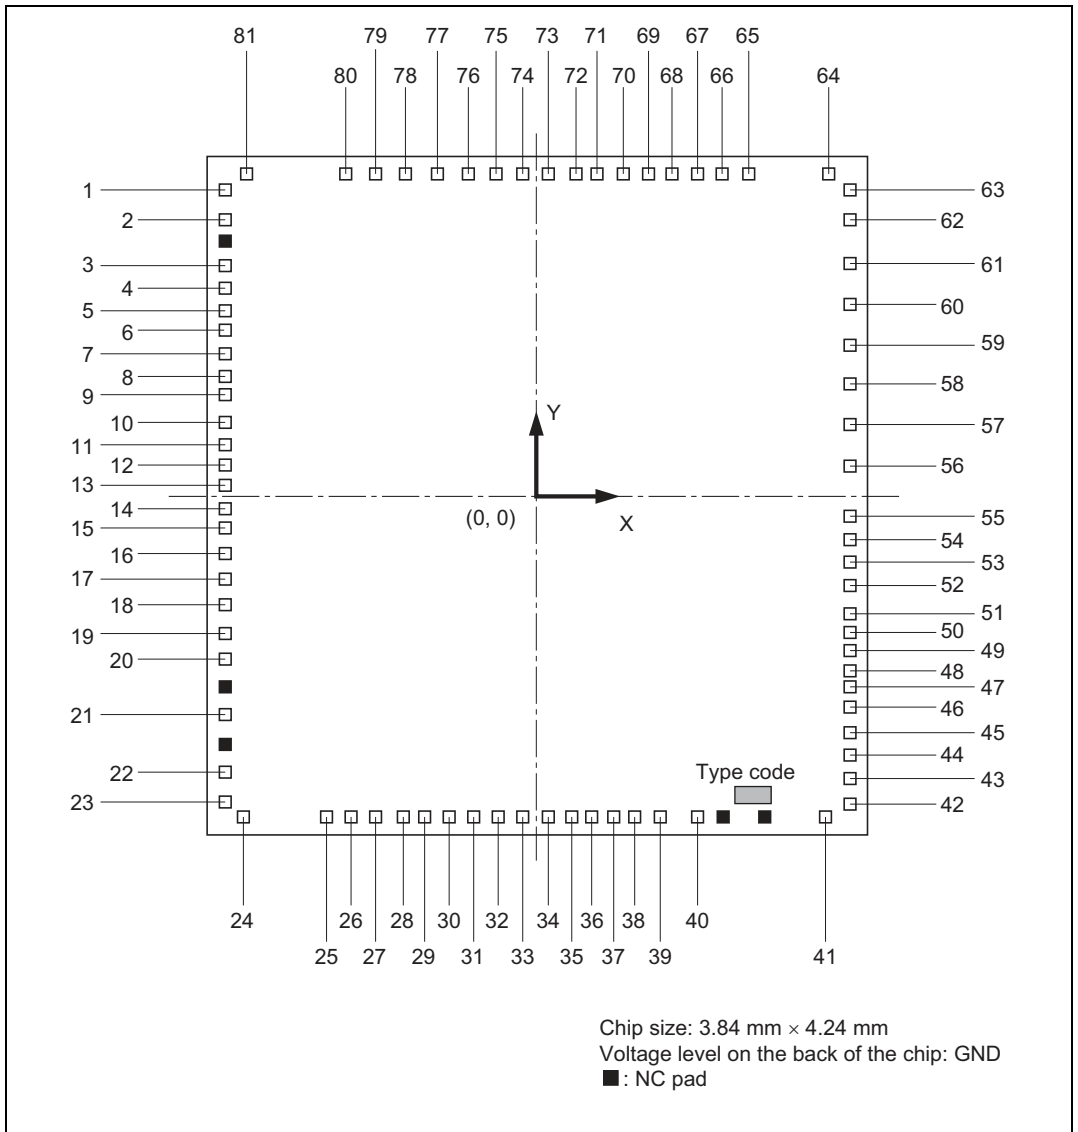 81 79 77 75 73 71 69 67 65
80 78 76 74 72 70 68 66 64
1 63
2 62
3 61
4
5 60
6
7 59
8 58
9
10 57
11
12 56
13
Y
14
(0, 0) X
15 55
16 54
17 53
18 52
19 51
50
20 49
48
47
21 46
45
44
22 Type code 43
23 42
24 26 28 30 32 34 36 38 40
25 27 29 31 33 35 37 39 41
Chip size: 3.84 mm × 4.24 mm
Voltage level on the back of the chip: GND
■ : NC pad